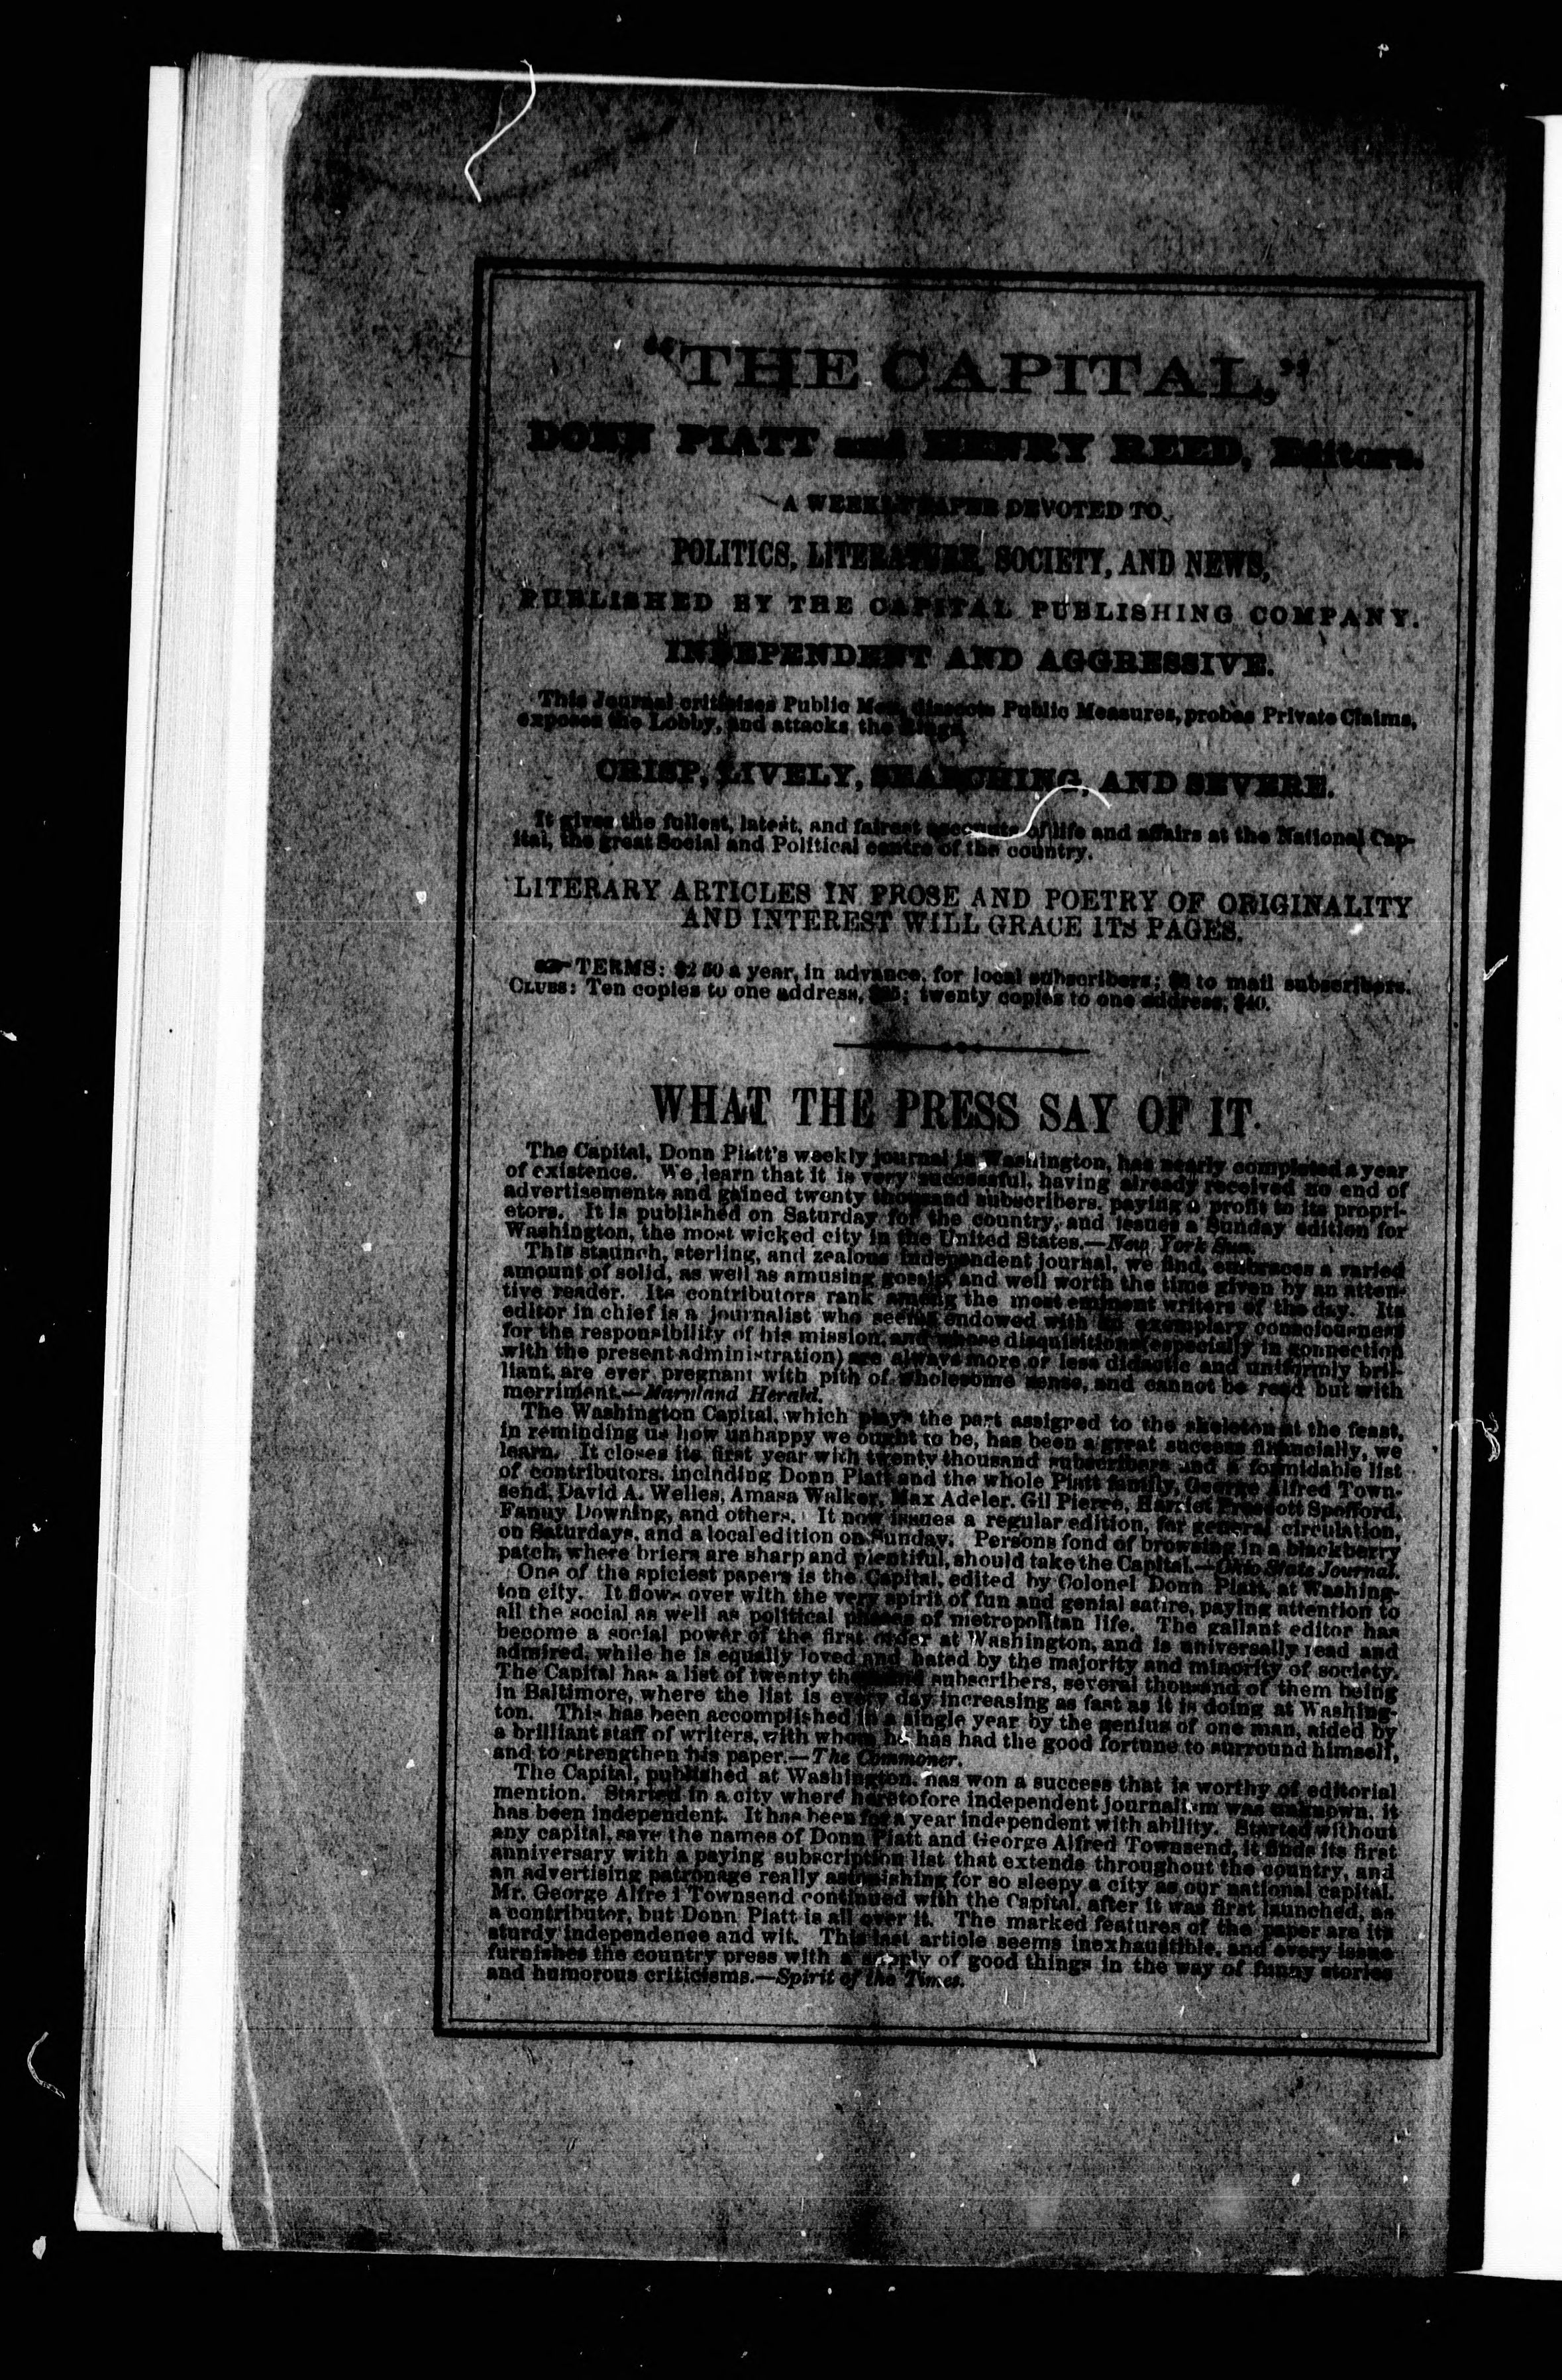 "THE CAPITAL,"
DONN PIATT and HENRY REED, Editors.
A WEEKLY PAPER DEVOTED TO
POLITICS, LITERATURE, SOCIETY, AND NEWS,
PUBLISHED BY THE CAPITAL PUBLISHING COMPANY.
INDEPENDENT AND AGGRESSIVE.
This Journal criticises Public Men, dissects Public Measures, probes Private Claims,
exposes the Lobby, and attacks the Rings.
CRISP, LIVELY, SEARCHING, AND SEVERE.
It gives the fullest, latest, and fairest accounts of life and affairs at the National Cap-
ital, the great Social and Political centre of the country.
LITERARY ARTICLES IN PROSE AND POETRY OF ORIGINALITY
AND INTEREST WILL GRACE ITS PAGES.
☞ TERMS: $2 50 a year, in advance, for local subscribers; to mail subscribers.
CLUBS: Ten copies to one address, twenty copies to one address, $40.
WHAT THE PRESS SAY OF IT.
The Capital, Donn Piatt's weekly journal in Washington, has nearly completed a year
of existence. We learn that it is very successful, having already received no end of
advertisements and gained twenty thousand subscribers, paying a profit to its propri-
etors. It is published on Saturday for the country, and issues a Sunday edition for
Washington, the most wicked city in the United States.—New York Sun.
This staunch, sterling, and zealous independent journal, we find, embraces a varied
amount of solid, as well as amusing gossip, and well worth the time given by an atten-
tive reader. Its contributors rank among the most eminent writers of the day. Its
editor in chief is a journalist who seems endowed with an exemplary consciousness
for the responsibility of his mission, and whose disquisitions (especially in connection
with the present administration) are always more or less didactic and uniformly bril-
liant, are ever pregnant with pith of wholesome sense, and cannot be read but with
merriment.—Maryland Herald.
The Washington Capital, which plays the part assigned to the skeleton at the feast,
in reminding us how unhappy we ought to be, has been a great success financially, we
learn. It closes its first year with twenty thousand subscribers and a formidable list
of contributors, including Donn Piatt and the whole Piatt family, George Alfred Town-
send, David A. Welles, Amasa Walker, Max Adeler, Gil Pierce, Harriet Prescott Spofford,
Fanny Downing, and others. It now issues a regular edition, for general circulation,
on Saturdays, and a local edition on Sunday. Persons fond of browsing in a blackberry
patch, where briers are sharp and plentiful, should take the Capital.—Ohio State Journal.
One of the spiciest papers is the Capital, edited by Colonel Donn Piatt, at Washing-
ton city. It flows over with the very spirit of fun and genial satire, paying attention to
all the social as well as political phases of metropolitan life. The gallant editor has
become a social power of the first order at Washington, and is universally read and
admired, while he is equally loved and hated by the majority and minority of society.
The Capital has a list of twenty thousand subscribers, several thousand of them being
in Baltimore, where the list is every day increasing as fast as it is doing at Washing-
ton. This has been accomplished in a single year by the genius of one man, aided by
a brilliant staff of writers, with whom he has had the good fortune to surround himself,
and to strengthen his paper.—The Commoner.
The Capital, published at Washington, has won a success that is worthy of editorial
mention. Started in a city where heretofore independent journalism was unknown, it
has been independent. It has been for a year independent with ability. Started without
any capital, save the names of Donn Piatt and George Alfred Townsend, it finds its first
anniversary with a paying subscription list that extends throughout the country, and
an advertising patronage really astonishing for so sleepy a city as our national capital.
Mr. George Alfred Townsend continued with the Capital, after it was first launched, as
a contributor, but Donn Piatt is all over it. The marked features of the paper are its
sturdy independence and wit. This last article seems inexhaustible, and every issue
furnishes the country press with a supply of good things in the way of funny stories
and humorous criticisms.—Spirit of the Times.